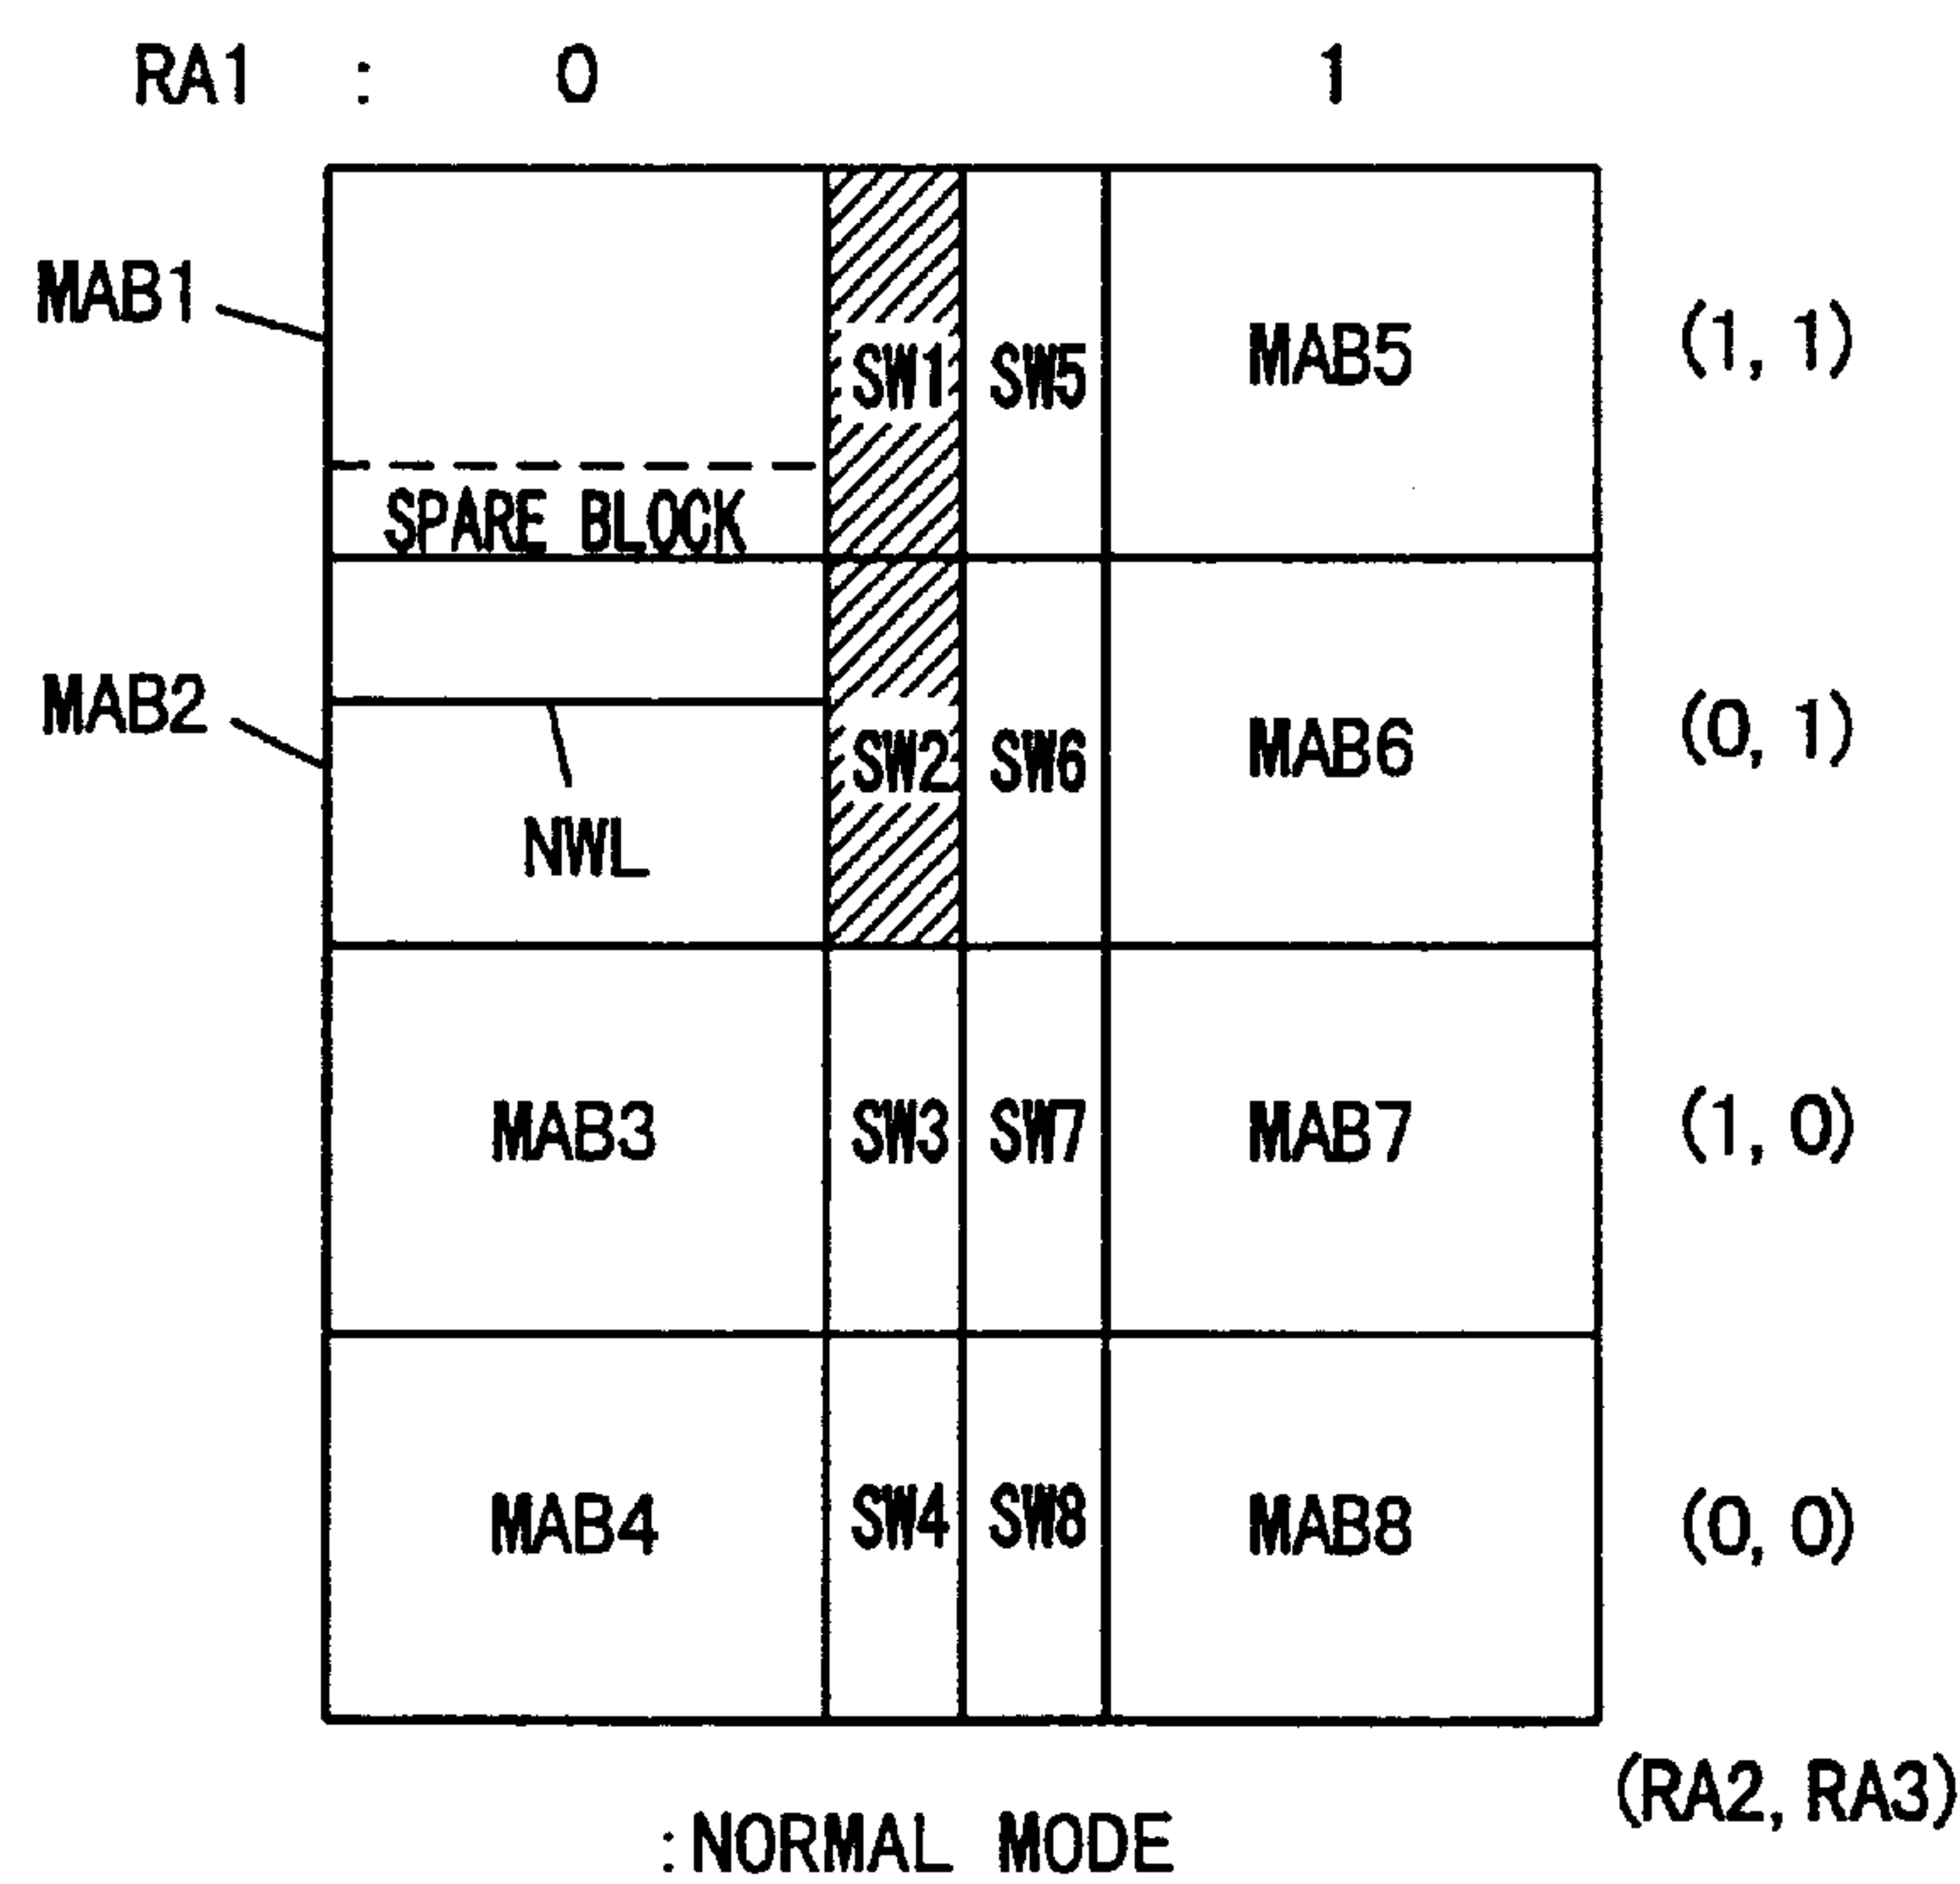 RA1 : 0 1
MAB1
SW1 SW5 MAB5 (1, 1)
SPARE BLOCK
MAB2
SW2 SW6 MAB6 (0, 1)
NWL
MAB3 SW3 SW7 MAB7 (1, 0)
MAB4 SW4 SW8 MAB8 (0, 0)
(RA2, RA3)
:NORMAL MODE